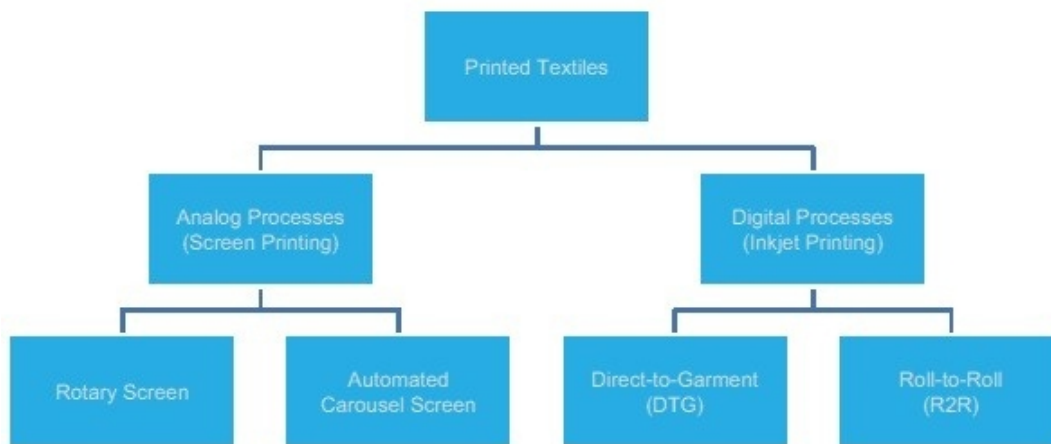 Printed Textiles
Analog Processes
(Screen Printing)
Digital Processes
(Inkjet Printing)
Rotary Screen
Automated
Carousel Screen
Direct-to-Garment
(DTG)
Roll-to-Roll
(R2R)